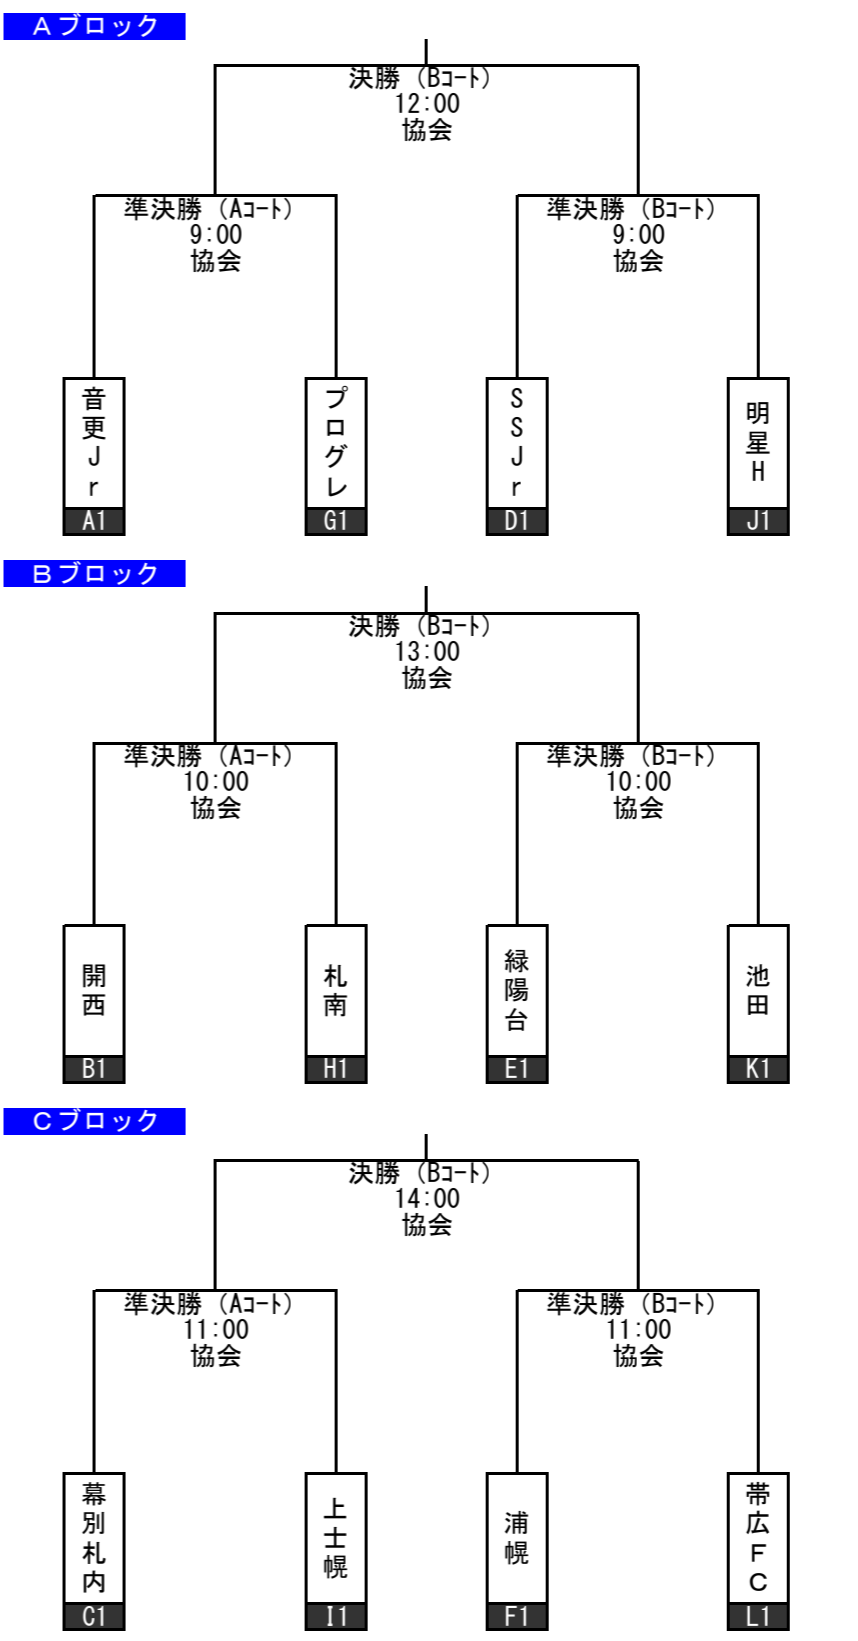 Ａブロック
決勝（Bｺｰﾄ）
12:00
協会
準決勝（Aｺｰﾄ）
9:00
協会
準決勝（Bｺｰﾄ）
9:00
協会
音更Jr
プログレ
SSJr
明星H
A1
G1
D1
J1
Ｂブロック
決勝（Bｺｰﾄ）
13:00
協会
準決勝（Aｺｰﾄ）
10:00
協会
準決勝（Bｺｰﾄ）
10:00
協会
開西
札南
緑陽台
池田
B1
H1
E1
K1
Ｃブロック
決勝（Bｺｰﾄ）
14:00
協会
準決勝（Aｺｰﾄ）
11:00
協会
準決勝（Bｺｰﾄ）
11:00
協会
幕別札内
上士幌
浦幌
帯広ＦＣ
C1
I1
F1
L1